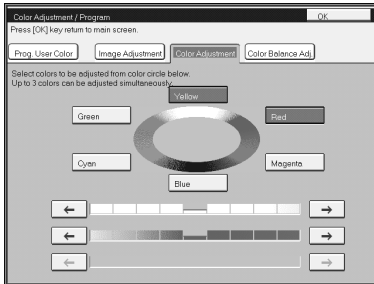 Color Adjustment / Program
OK
Press [OK] key return to main screen.
Prog. User Color
Image Adjustment
Color Adjustment
Color Balance Adj.
Select colors to be adjusted from color circle below.
Up to 3 colors can be adjusted simultaneously.
Yellow
Green
Red
Cyan
Magenta
Blue
← →
← →
← →